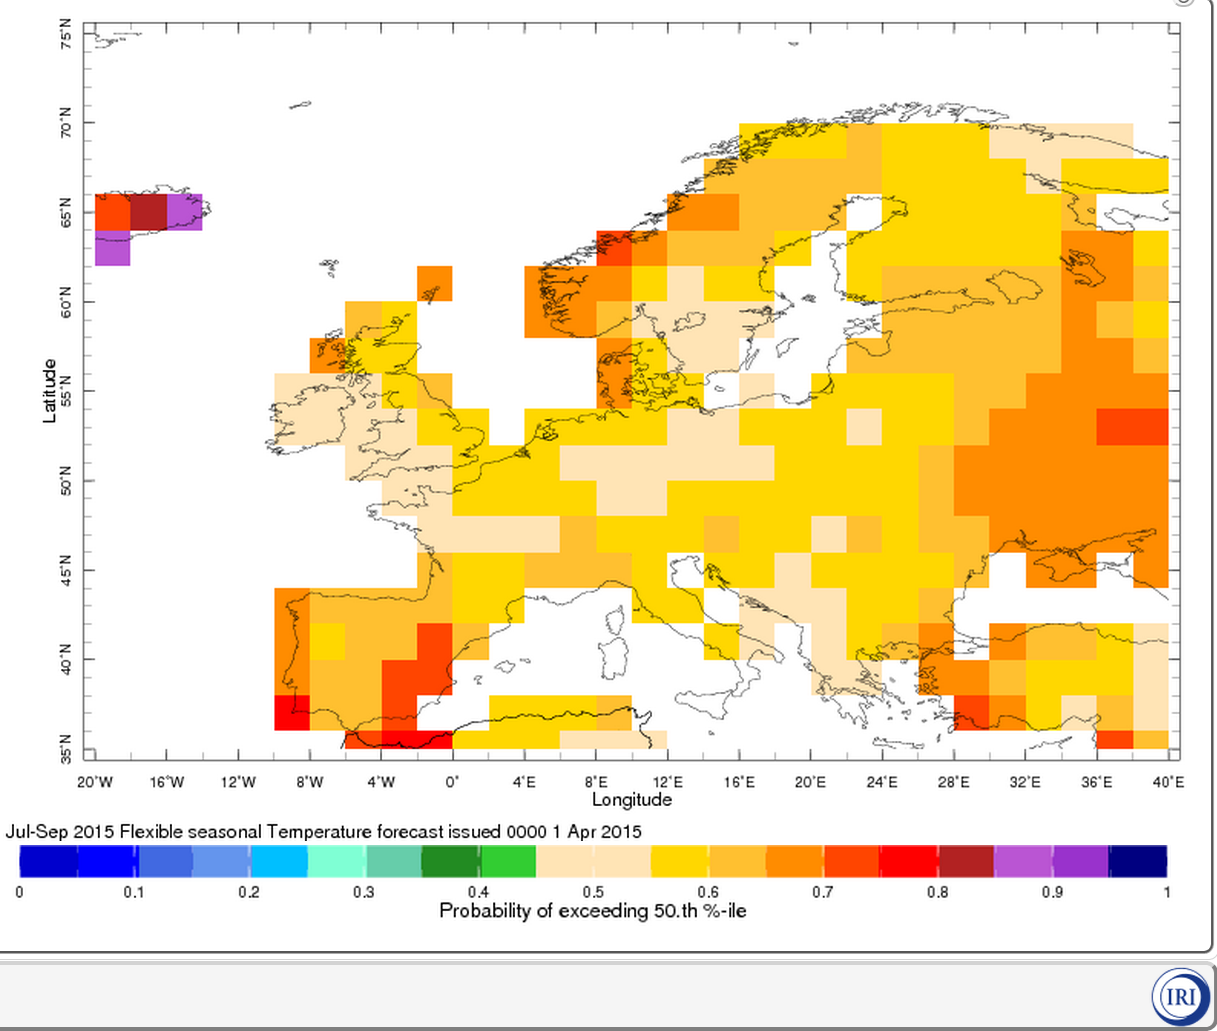 75°N
70°N
65°N
60°N
55°N
50°N
45°N
40°N
35°N
Latitude
20°W 16°W 12°W 8°W 4°W 0° 4°E 8°E 12°E 16°E 20°E 24°E 28°E 32°E 36°E 40°E
Longitude
Jul-Sep 2015 Flexible seasonal Temperature forecast issued 0000 1 Apr 2015
0 0.1 0.2 0.3 0.4 0.5 0.6 0.7 0.8 0.9 1
Probability of exceeding 50.th %-ile
IRI